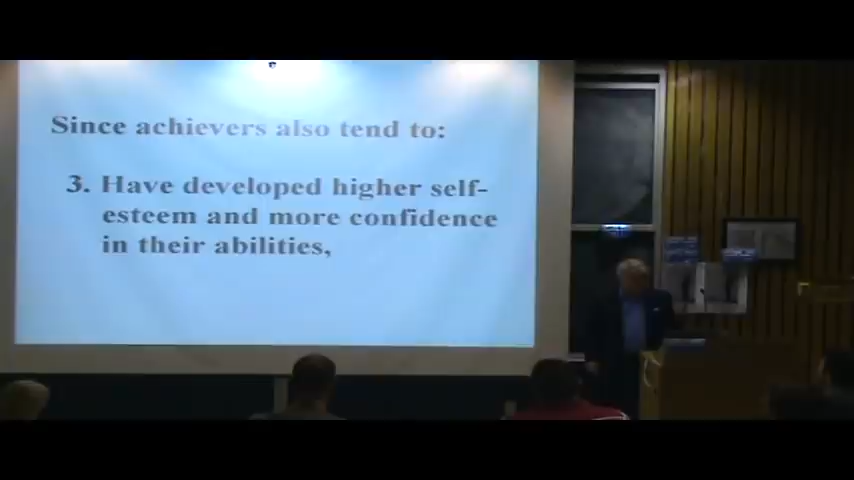 Since achievers also tend to:
3. Have developed higher self-
esteem and more confidence
in their abilities,